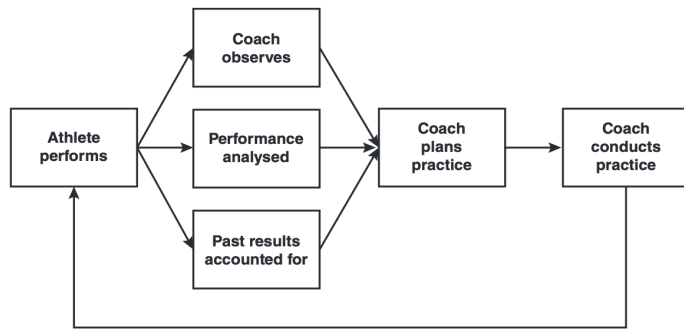 Athlete
performs
Coach
observes
Performance
analysed
Past results
accounted for
Coach
plans
practice
Coach
conducts
practice